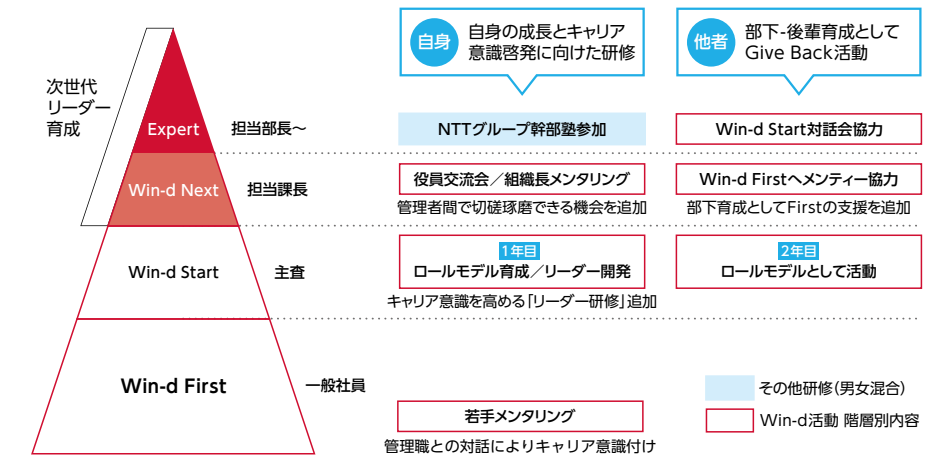 自身
自身の成長とキャリア
意識啓発に向けた研修
他者
部下-後輩育成として
Give Back活動
次世代
リーダー
育成
Expert
担当部長～
NTTグループ幹部塾参加
Win-d Start対話会協力
Win-d Next
担当課長
役員交流会／組織長メンタリング
管理者間で切磋琢磨できる機会を追加
Win-d Firstへメンティー協力
部下育成としてFirstの支援を追加
Win-d Start
主査
1年目
ロールモデル育成／リーダー開発
キャリア意識を高める「リーダー研修」追加
2年目
ロールモデルとして活動
Win-d First
一般社員
若手メンタリング
管理職との対話によりキャリア意識付け
その他研修（男女混合）
Win-d活動 階層別内容